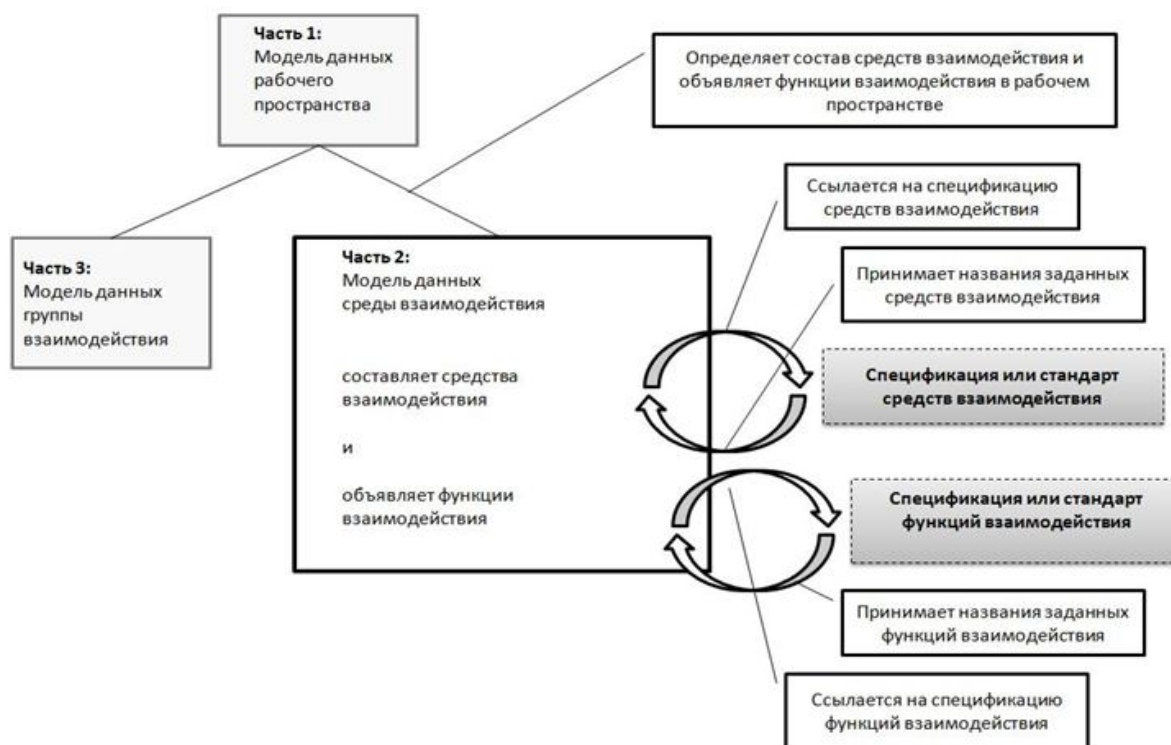 Часть 1:
Модель данных
рабочего
пространства
Определяет состав средств взаимодействия и
объявляет функции взаимодействия в рабочем
пространстве
Ссылается на спецификацию
средств взаимодействия
Часть 3:
Модель данных
группы
взаимодействия
Часть 2:
Модель данных
среды взаимодействия
составляет средства
взаимодействия
и
объявляет функции
взаимодействия
Принимает названия заданных
средств взаимодействия
Спецификация или стандарт
средств взаимодействия
Спецификация или стандарт
функций взаимодействия
Принимает названия заданных
функций взаимодействия
Ссылается на спецификацию
функций взаимодействия